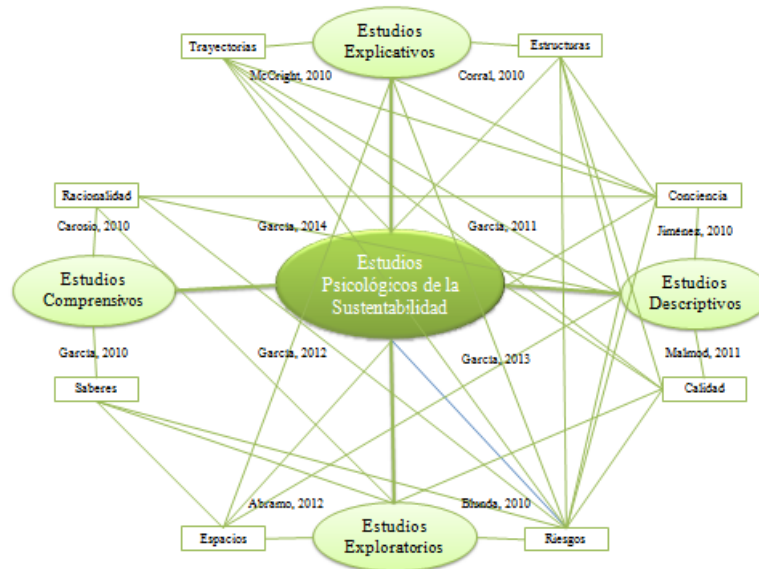 Estudios
Explicativos
Trayectorias
Estructuras
McCright, 2010
Corral, 2010
Racionalidad
Conciencia
Carosio, 2010
García, 2014
García, 2011
Jiménez, 2010
Estudios
Comprensivos
Estudios
Psicológicos de la
Sustentabilidad
Estudios
Descriptivos
García, 2010
García, 2012
García, 2013
Malmod, 2011
Saberes
Calidad
Abramo, 2012
2010
Espacios
Estudios
Exploratorios
Riesgos